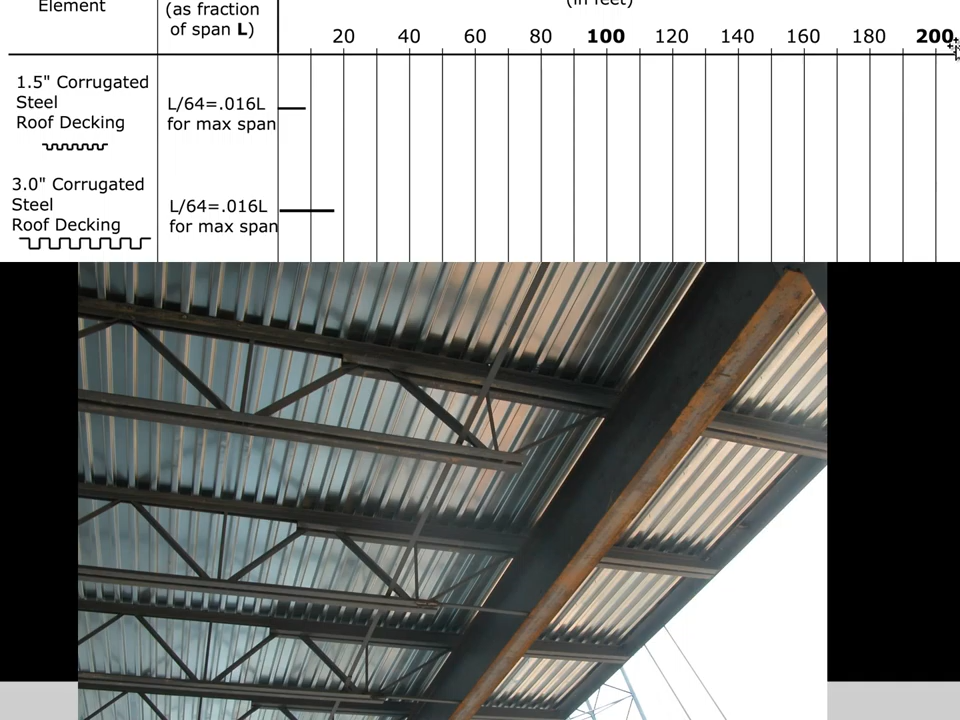 (in feet)
Element
(as fraction
of span L)
20 40 60 80 100 120 140 160 180 200
1.5" Corrugated
Steel
Roof Decking
L/64=.016L
for max span
3.0" Corrugated
Steel
Roof Decking
L/64=.016L
for max span